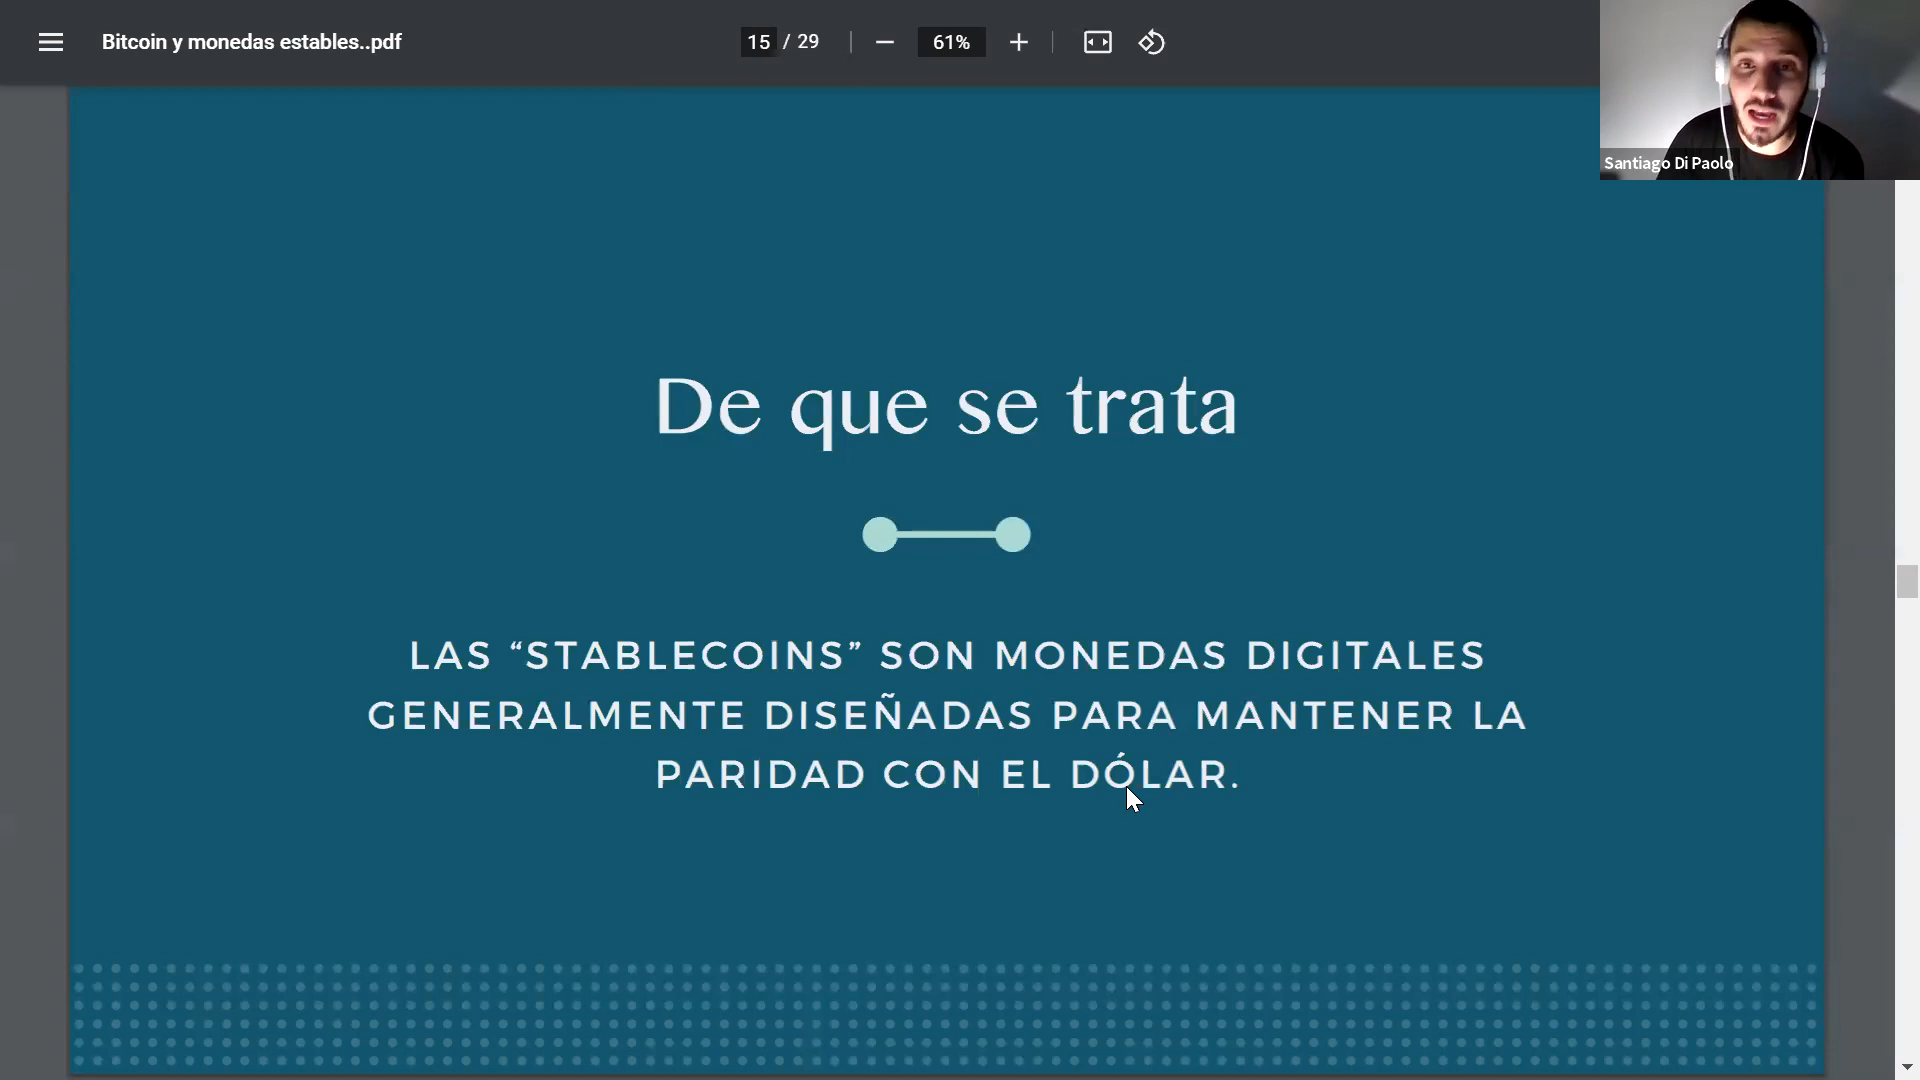 Bitcoin y monedas estables..pdf
15 / 29
61%
Santiago Di Paolo
De que se trata
LAS “STABLECOINS” SON MONEDAS DIGITALES
GENERALMENTE DISEÑADAS PARA MANTENER LA
PARIDAD CON EL DÓLAR.